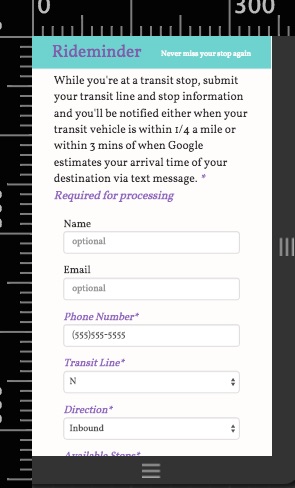 0
300
Rideminder Never miss your stop again
While you're at a transit stop, submit
your transit line and stop information
and you'll be notified either when your
transit vehicle is within 1/4 a mile or
within 3 mins of when Google
estimates your arrival time of your
destination via text message. *
Required for processing
Name
optional
Email
optional
Phone Number*
(555)555-5555
Transit Line*
N
Direction*
Inbound
Available Stops*